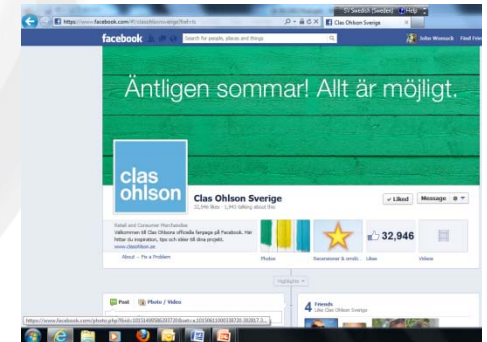 SV Swedish (Sweden) Help
https://www.facebook.com/#!/clasohlsonsverige?fref=ts
Clas Ohlson Sverige
facebook
Search for people, places and things
John Womack Find Frie
Äntligen sommar! Allt är möjligt.
clas
ohlson
Clas Ohlson Sverige
32,946 likes · 1,943 talking about this
Liked
Message
Retail and Consumer Merchandise
Välkommen till Clas Ohlsons officiella fanpage på Facebook. Här
hittar du inspiration, tips och idéer till dina projekt.
www.clasohlson.se
About – Fix a Problem
Photos
Likes
32,946
Videos
Highlights
Post
Photo / Video
4 Friends
Like Clas Ohlson Sverige